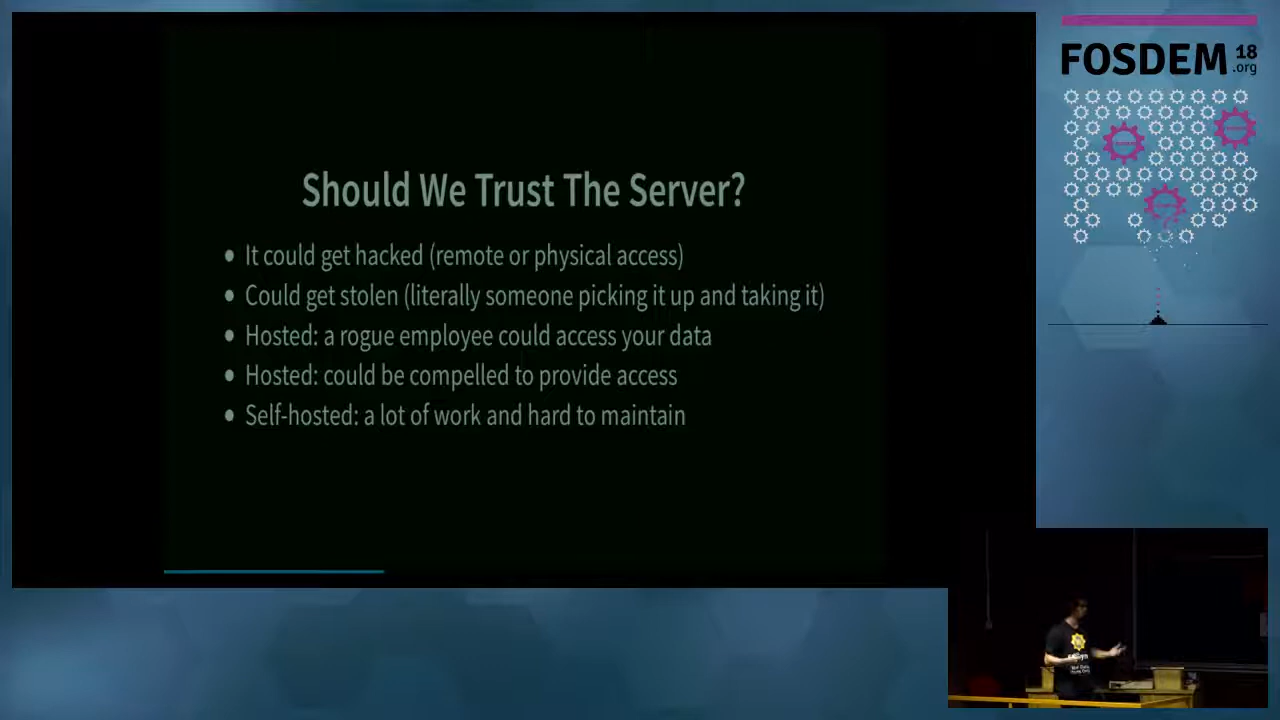 FOSDEM 18
.org
Should We Trust The Server?
• It could get hacked (remote or physical access)
• Could get stolen (literally someone picking it up and taking it)
• Hosted: a rogue employee could access your data
• Hosted: could be compelled to provide access
• Self-hosted: a lot of work and hard to maintain